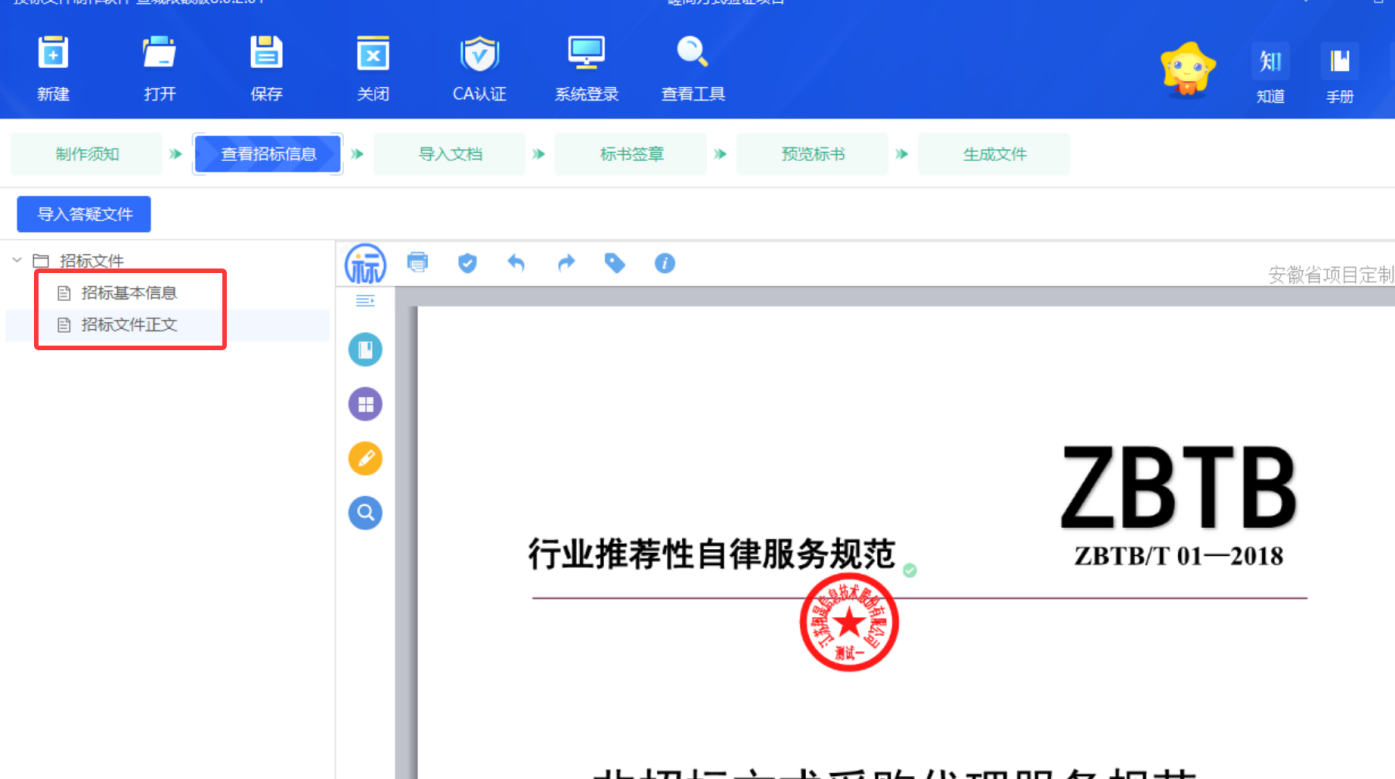 新建
打开
保存
关闭
CA认证
系统登录
查看工具
知道
手册
制作须知
查看招标信息
导入文档
标书签章
预览标书
生成文件
导入答疑文件
招标文件
招标基本信息
招标文件正文
标
安徽省项目定制
ZBTB
ZBTB/T 01—2018
行业推荐性自律服务规范
测试一